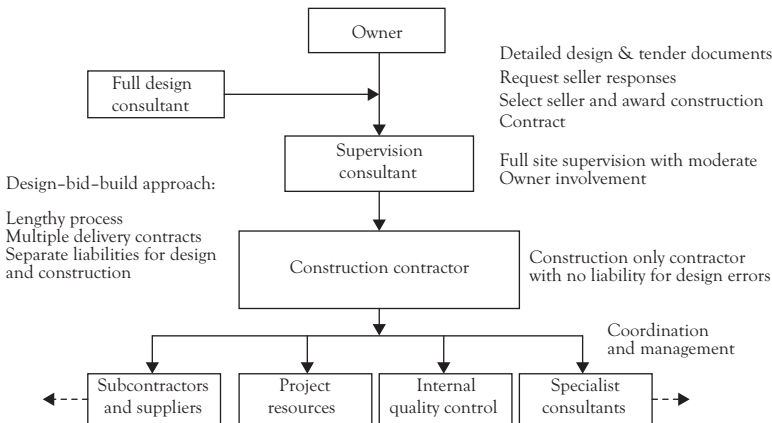 Owner
Detailed design & tender documents
Request seller responses
Select seller and award construction
Contract
Full design
consultant
Supervision
consultant
Full site supervision with moderate
Owner involvement
Design–bid–build approach:
Lengthy process
Multiple delivery contracts
Separate liabilities for design
and construction
Construction contractor
Construction only contractor
with no liability for design errors
Coordination
and management
Subcontractors
and suppliers
Project
resources
Internal
quality control
Specialist
consultants